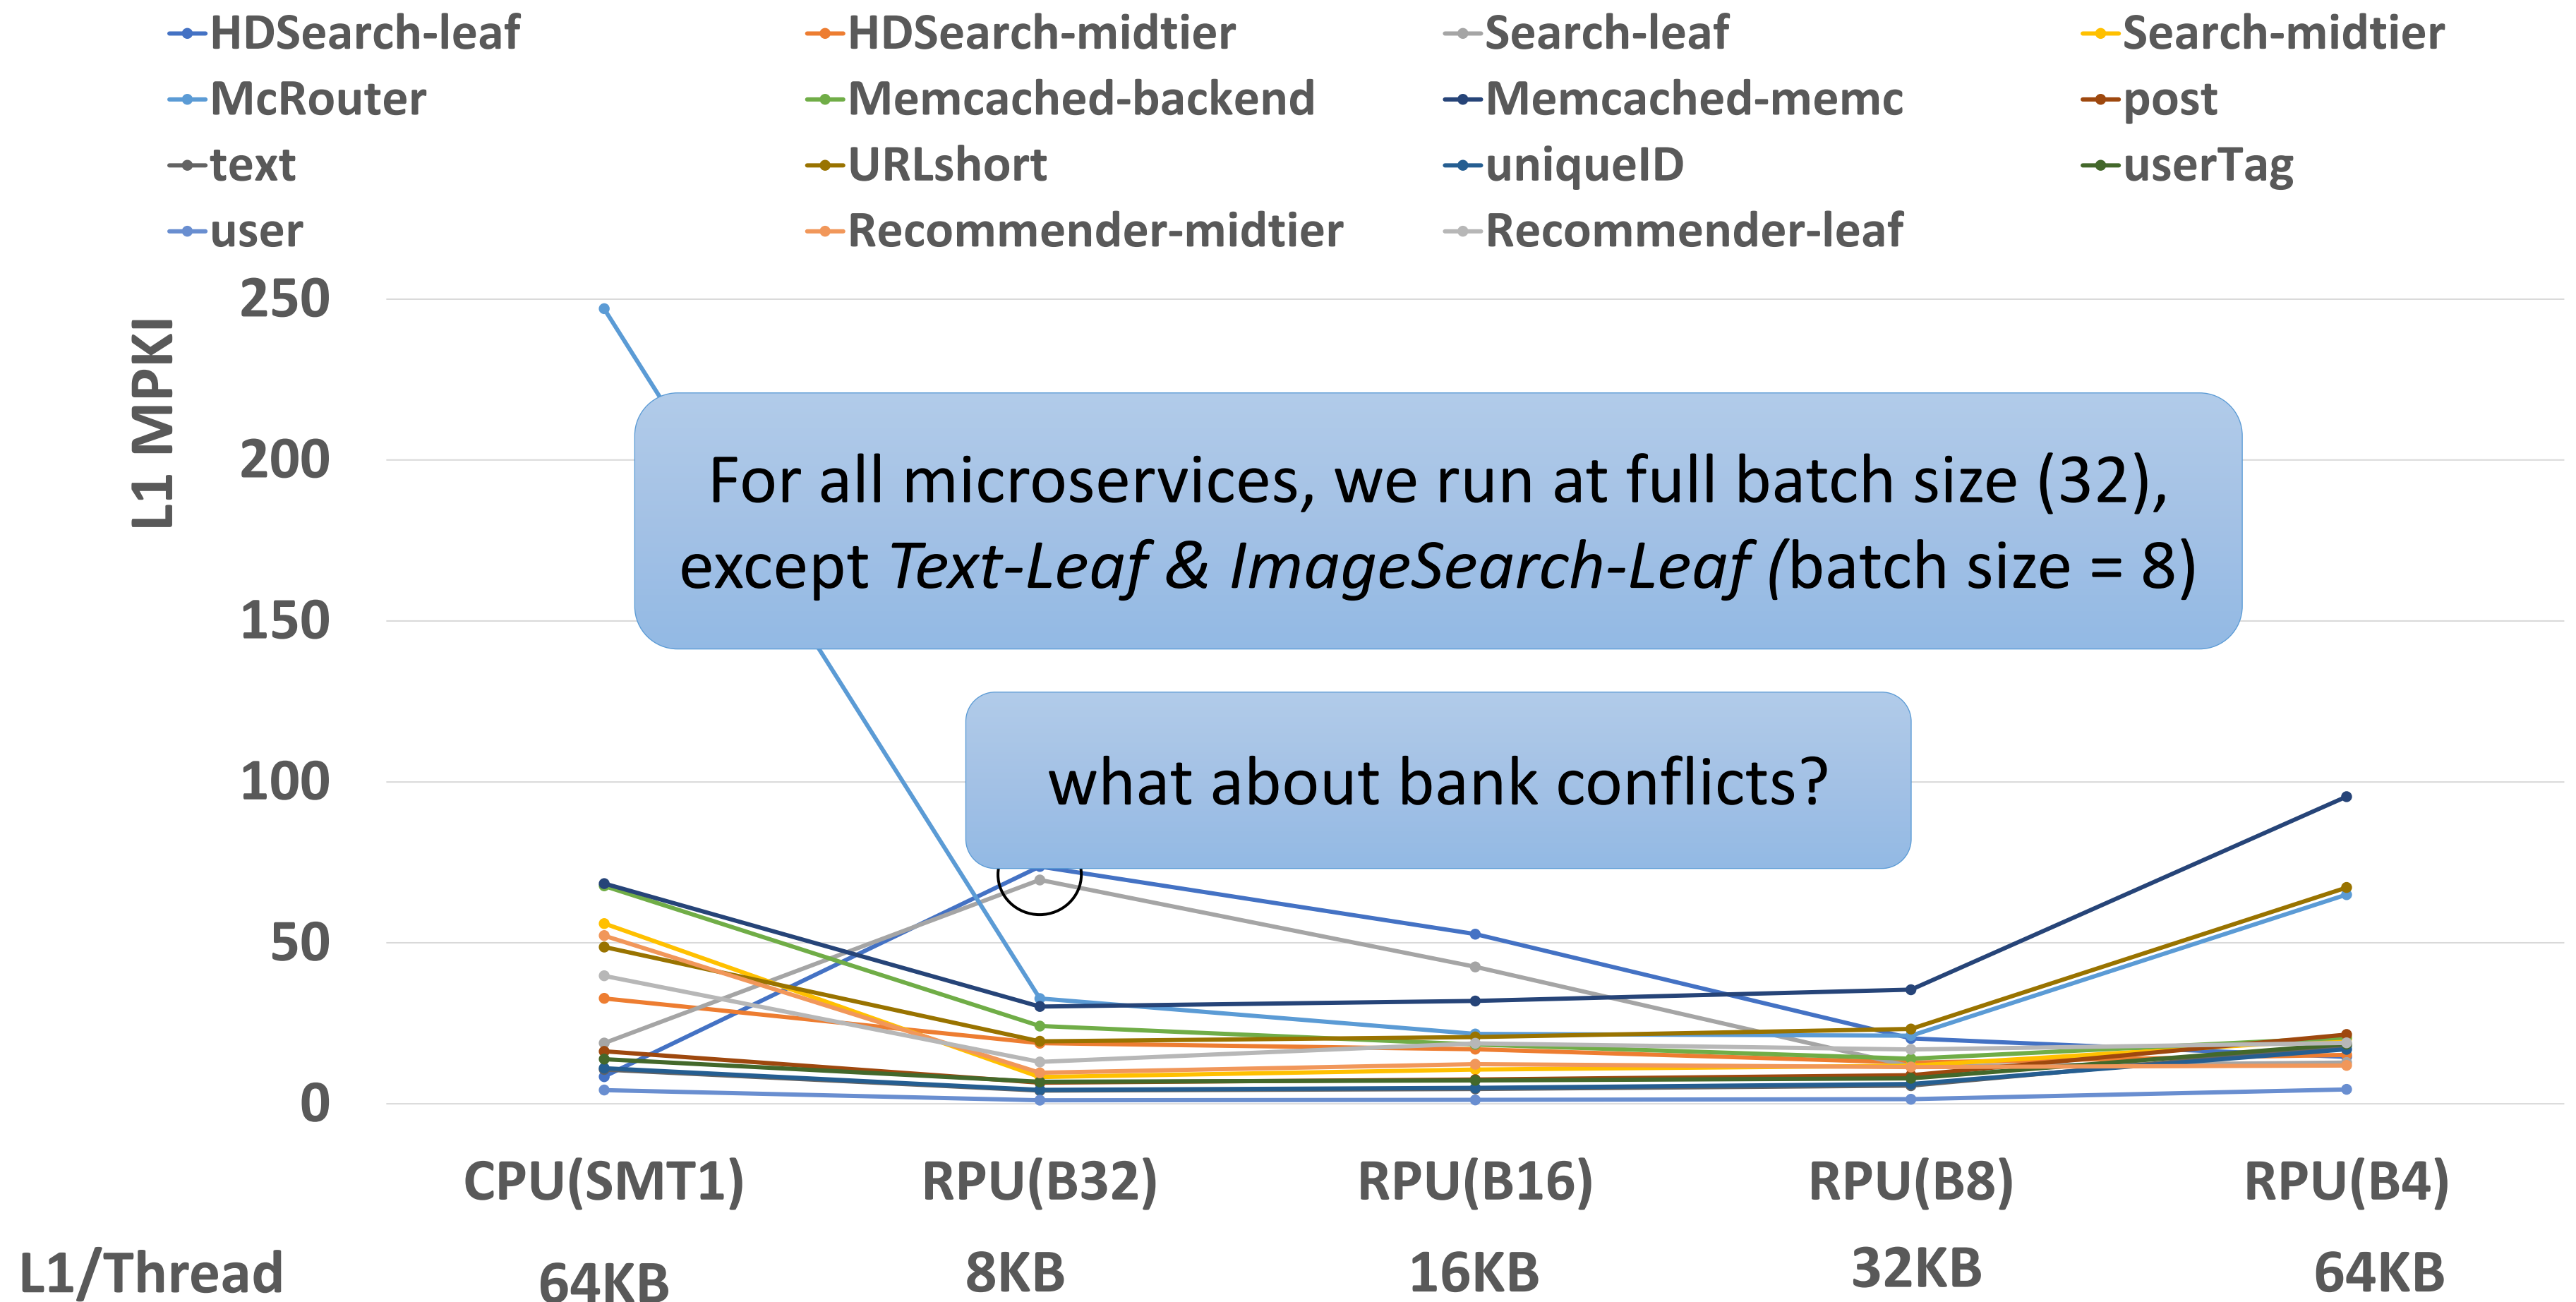 HDSearch-leaf HDSearch-midtier Search-leaf Search-midtier
McRouter Memcached-backend Memcached-memc post
text URLshort uniqueID userTag
user Recommender-midtier Recommender-leaf
L1 MPKI
250
200
150
100
50
0
For all microservices, we run at full batch size (32),
except Text-Leaf & ImageSearch-Leaf (batch size = 8)
what about bank conflicts?
CPU(SMT1) RPU(B32) RPU(B16) RPU(B8) RPU(B4)
L1/Thread 64KB 8KB 16KB 32KB 64KB